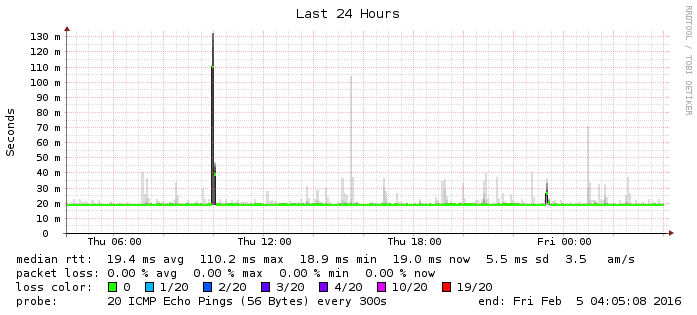 Last 24 Hours
RRDTOOL / TOBI OETIKER
Seconds
130 m
120 m
110 m
100 m
90 m
80 m
70 m
60 m
50 m
40 m
30 m
20 m
10 m
0
Thu 06:00 Thu 12:00 Thu 18:00 Fri 00:00
median rtt: 19.4 ms avg 110.2 ms max 18.9 ms min 19.0 ms now 5.5 ms sd 3.5 am/s
packet loss: 0.00 % avg 0.00 % max 0.00 % min 0.00 % now
loss color: 0 1/20 2/20 3/20 4/20 10/20 19/20
probe: 20 ICMP Echo Pings (56 Bytes) every 300s end: Fri Feb 5 04:05:08 2016